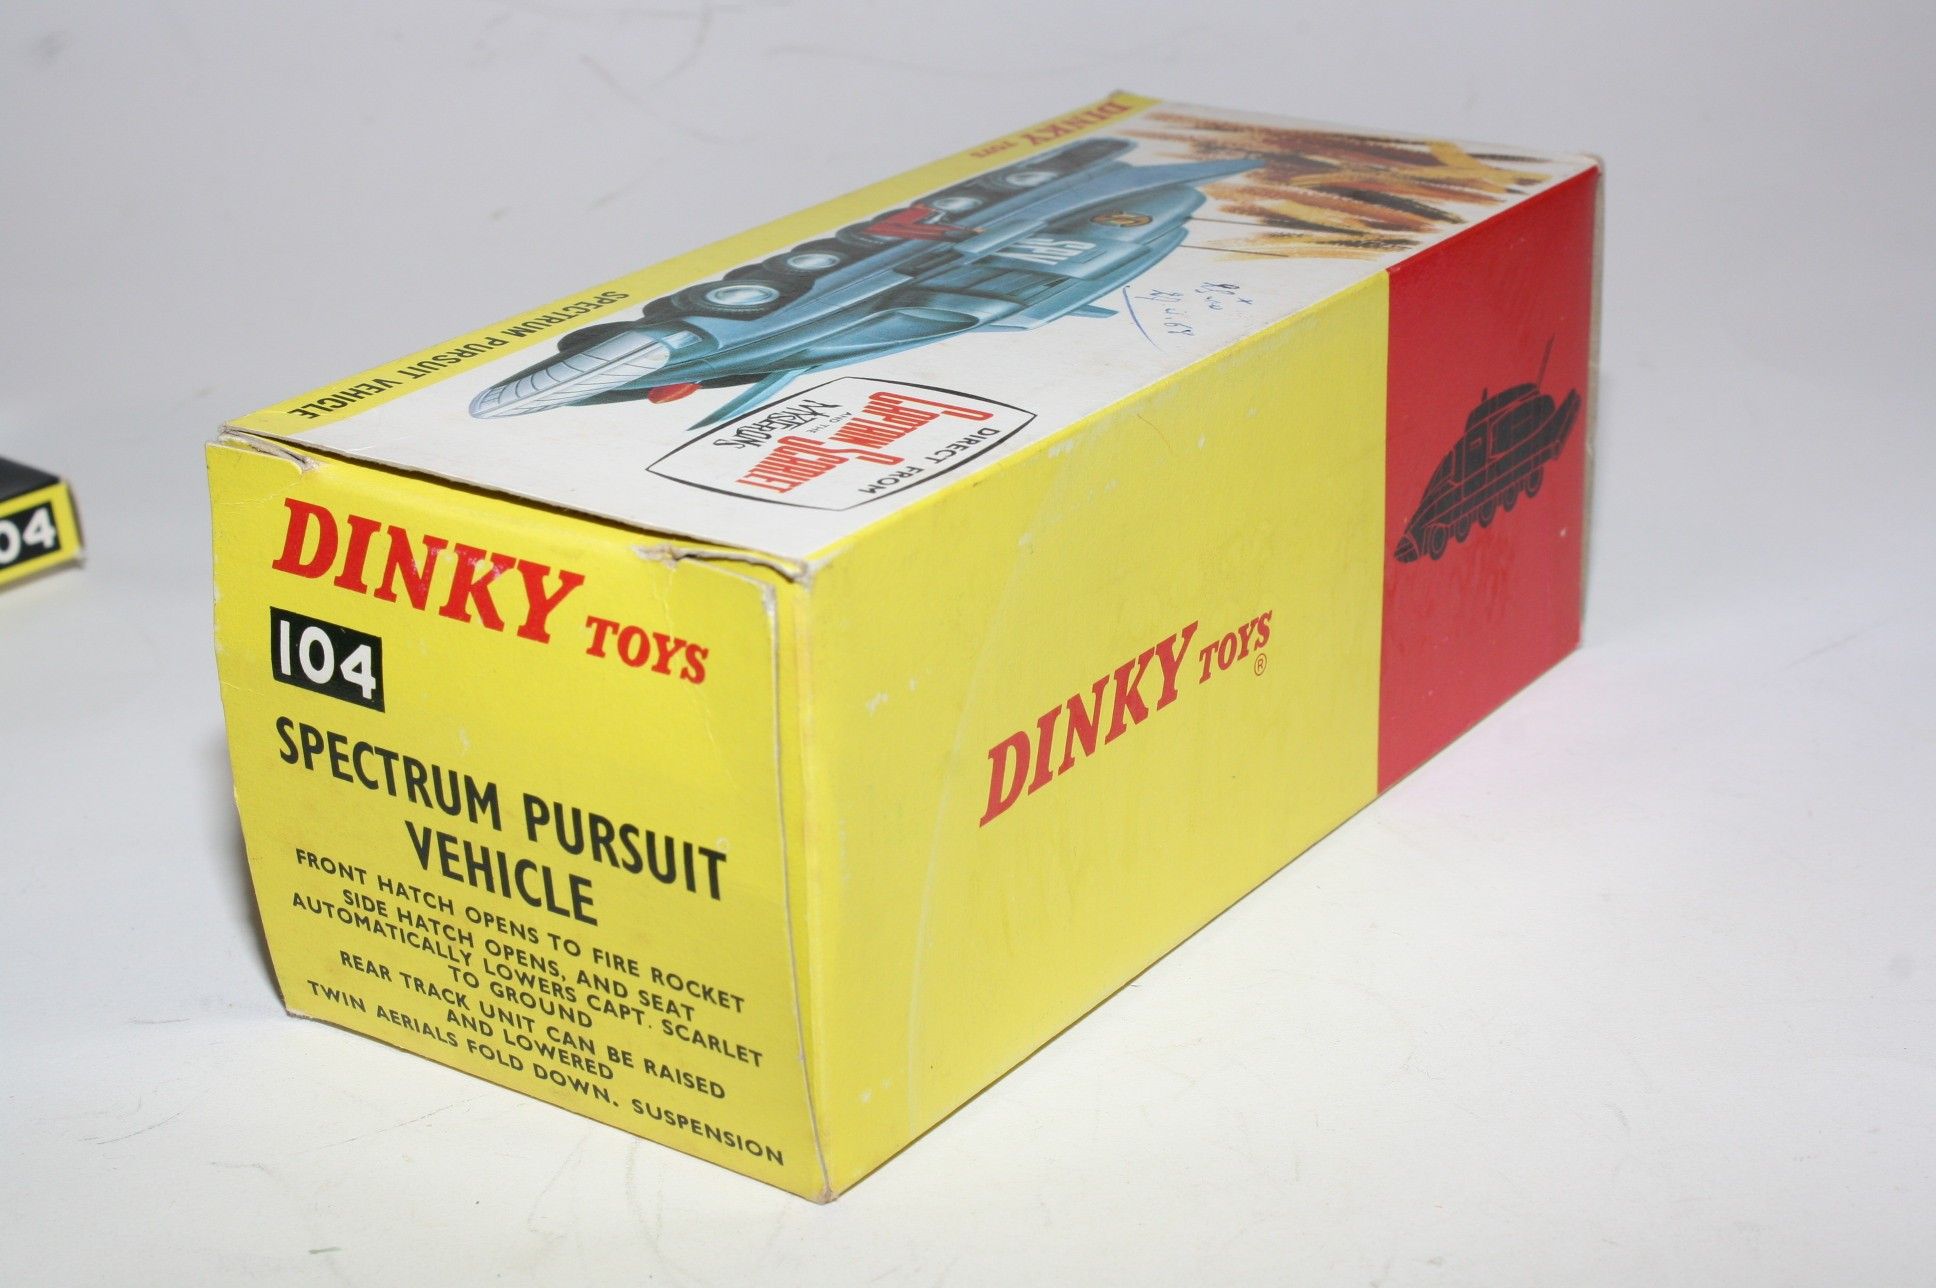 DINKY TOYS
SPECTRUM PURSUIT VEHICLE
SPV
DIRECT FROM
CAPTAIN SCARLET
AND THE
MYSTERONS
04
DINKY TOYS
104
SPECTRUM PURSUIT
VEHICLE
FRONT HATCH OPENS TO FIRE ROCKET
SIDE HATCH OPENS, AND SEAT
AUTOMATICALLY LOWERS CAPT. SCARLET
TO GROUND
REAR TRACK UNIT CAN BE RAISED
AND LOWERED
TWIN AERIALS FOLD DOWN. SUSPENSION
DINKY TOYS®